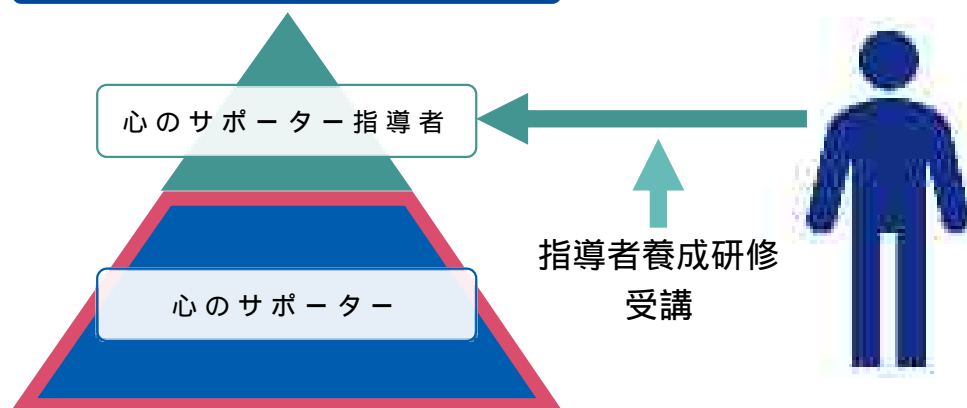 心のサポーター指導者
指導者養成研修
受講
心のサポーター